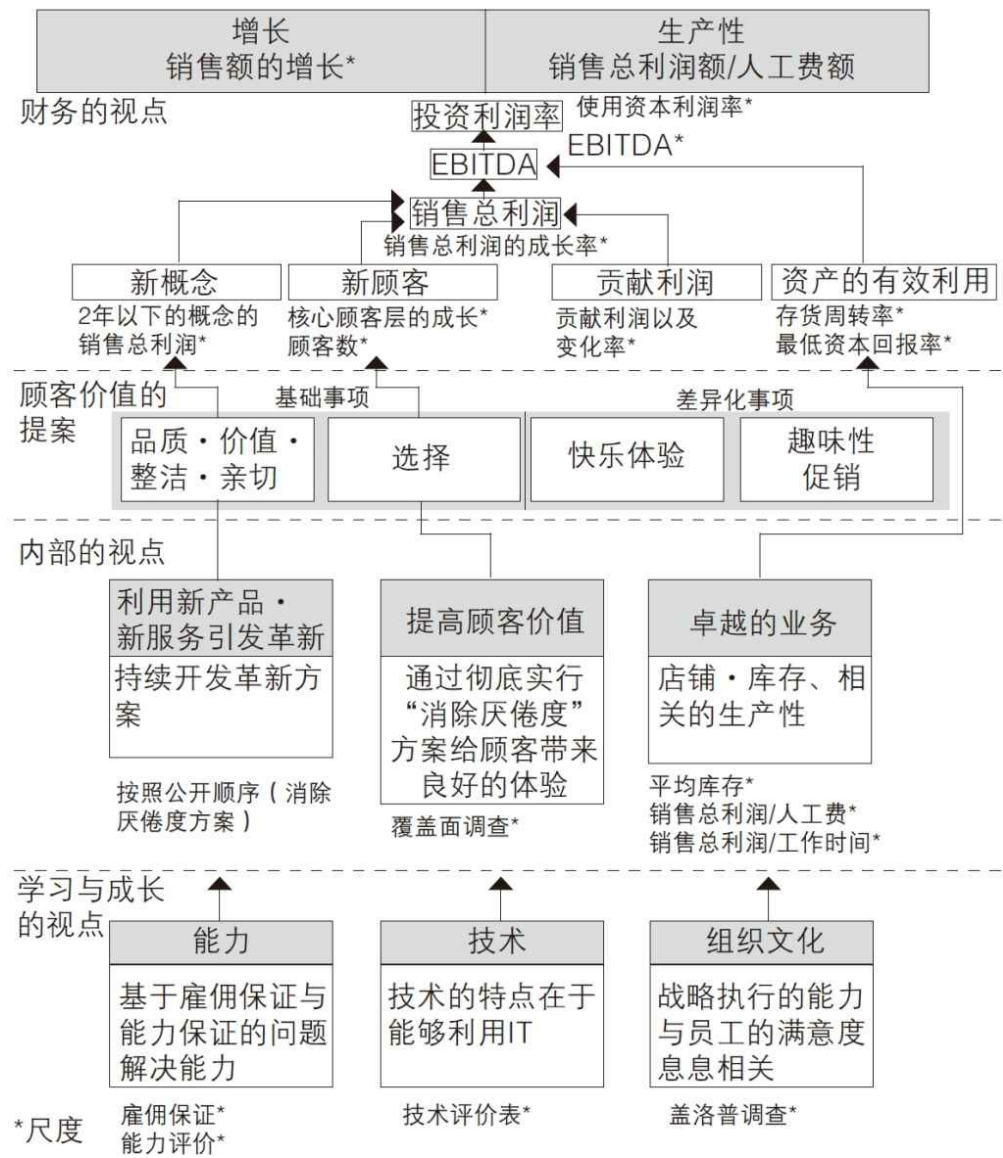 增长
销售额的增长*
生产性
销售总利润额/人工费额
财务的视点
投资利润率
使用资本利润率*
EBITDA
EBITDA*
销售总利润
销售总利润的成长率*
新概念
2年以下的概念的
销售总利润*
新顾客
核心顾客层的成长*
顾客数*
贡献利润
贡献利润以及
变化率*
资产的有效利用
存货周转率*
最低资本回报率*
顾客价值的
提案
基础事项
差异化事项
品质・价值・
整洁・亲切
选择
快乐体验
趣味性
促销
内部的视点
利用新产品・
新服务引发革新
持续开发革新方
案
按照公开顺序（消除
厌倦度方案）
提高顾客价值
通过彻底实行
“消除厌倦度”
方案给顾客带来
良好的体验
覆盖面调查*
卓越的业务
店铺・库存、相
关的生产性
平均库存*
销售总利润/人工费*
销售总利润/工作时间*
学习与成长
的视点
能力
基于雇佣保证与
能力保证的问题
解决能力
雇佣保证*
能力评价*
技术
技术的特点在于
能够利用IT
技术评价表*
组织文化
战略执行的能力
与员工的满意度
息息相关
盖洛普调查*
*尺度